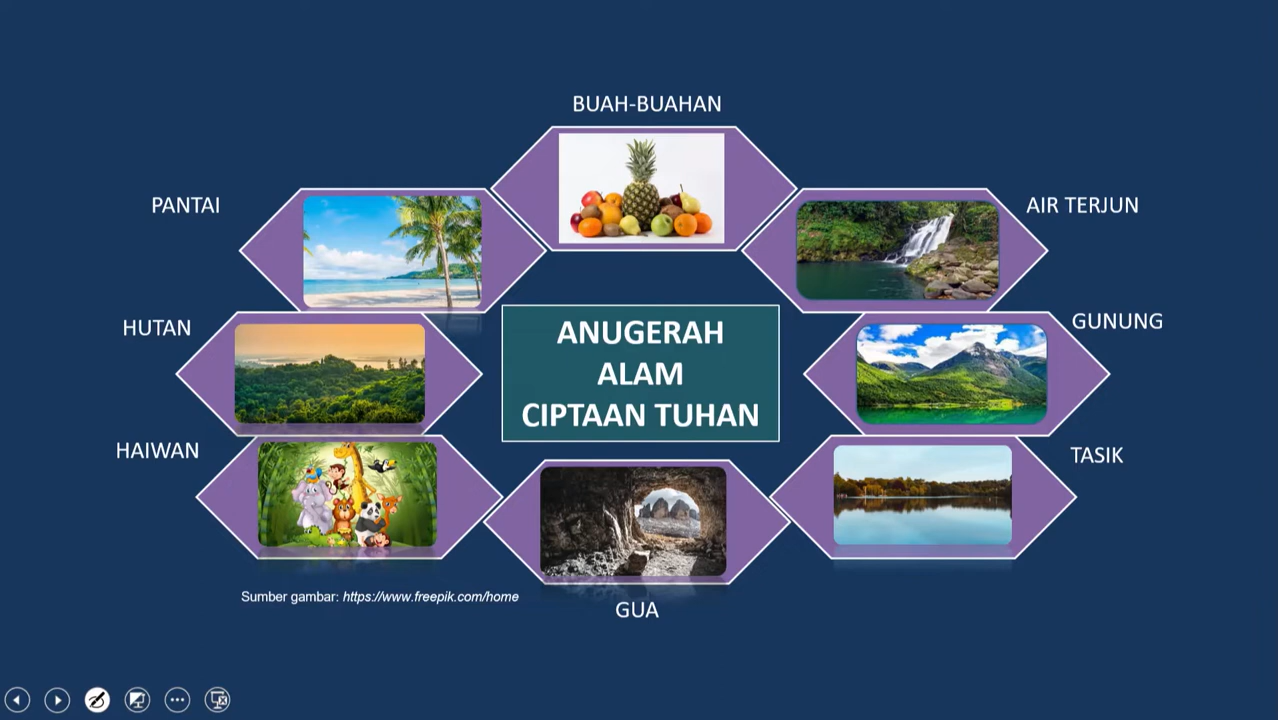 BUAH-BUAHAN
PANTAI
AIR TERJUN
HUTAN
GUNUNG
ANUGERAH
ALAM
CIPTAAN TUHAN
HAIWAN
TASIK
Sumber gambar: https://www.freepik.com/home
GUA